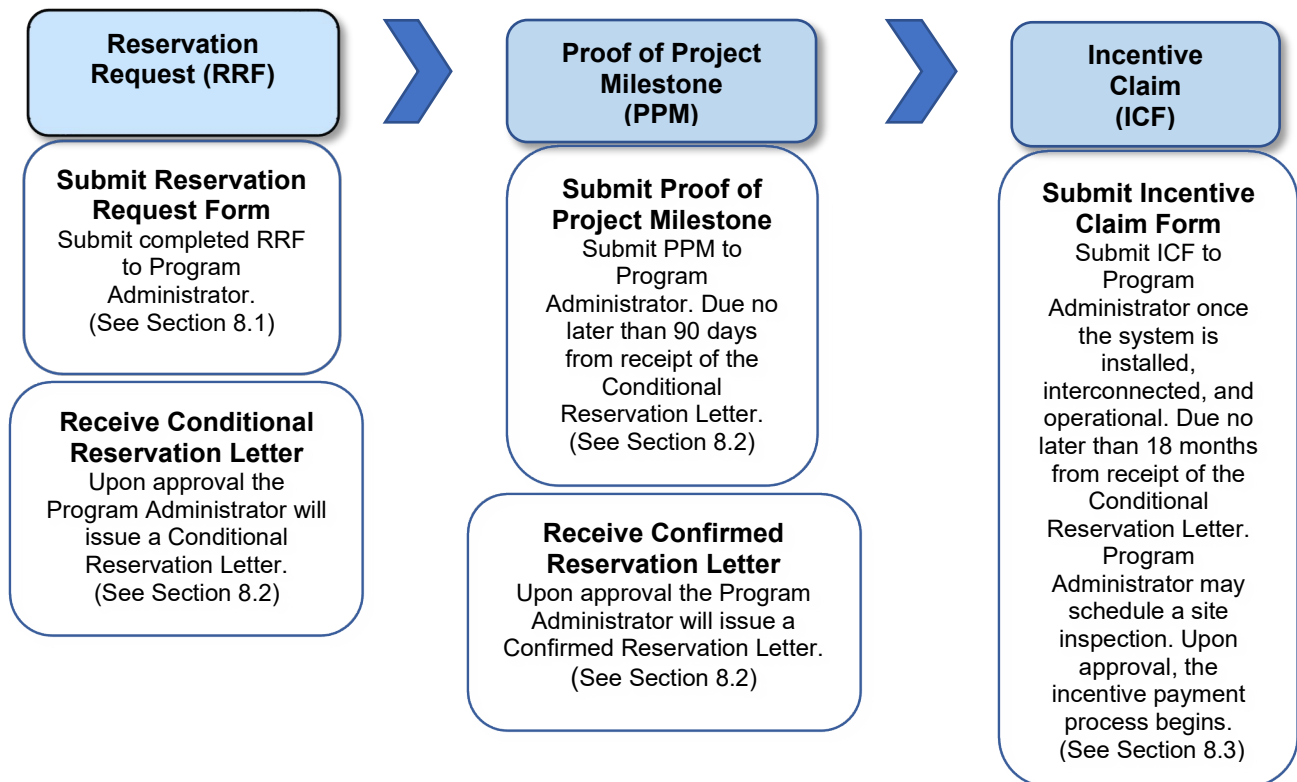 Reservation
Request (RRF)
Submit Reservation
Request Form
Submit completed RRF
to Program
Administrator.
(See Section 8.1)
Receive Conditional
Reservation Letter
Upon approval the
Program Administrator will
issue a Conditional
Reservation Letter.
(See Section 8.2)
Proof of Project
Milestone
(PPM)
Submit Proof of
Project Milestone
Submit PPM to
Program
Administrator. Due no
later than 90 days
from receipt of the
Conditional
Reservation Letter.
(See Section 8.2)
Receive Confirmed
Reservation Letter
Upon approval the Program
Administrator will issue a
Confirmed Reservation Letter.
(See Section 8.2)
Incentive
Claim
(ICF)
Submit Incentive
Claim Form
Submit ICF to
Program
Administrator once
the system is
installed,
interconnected, and
operational. Due no
later than 18 months
from receipt of the
Conditional
Reservation Letter.
Program
Administrator may
schedule a site
inspection. Upon
approval, the
incentive payment
process begins.
(See Section 8.3)